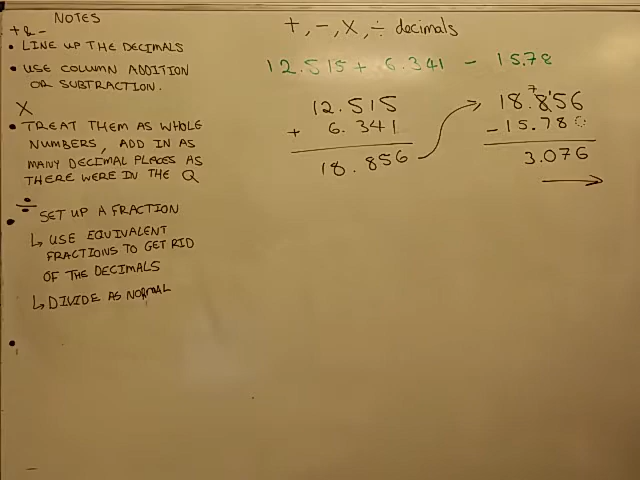 NOTES
+ & -
• LINE UP THE DECIMALS
• USE COLUMN ADDITION
OR SUBTRACTION.
X
• TREAT THEM AS WHOLE
NUMBERS, ADD IN AS
MANY DECIMAL PLACES AS
THERE WERE IN THE Q
÷
• SET UP A FRACTION
↳ USE EQUIVALENT
FRACTIONS TO GET RID
OF THE DECIMALS
↳ DIVIDE AS NORMAL
+, -, X, ÷ decimals
12.515 + 6.341 - 15.78
12.515
+ 6.341
18.856
7 1
18.856
- 15.780
3.076